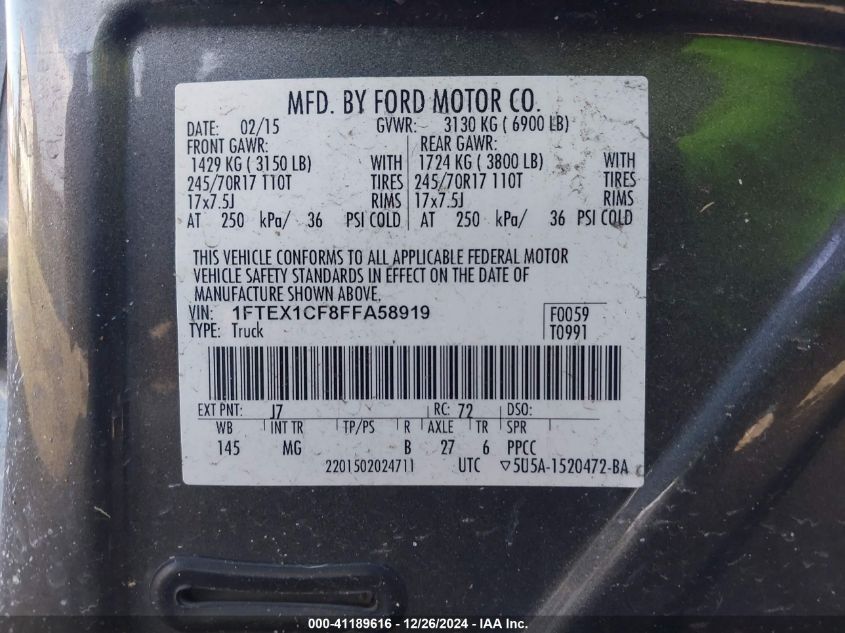 MFD. BY FORD MOTOR CO.
DATE: 02/15 GVWR: 3130 KG ( 6900 LB)
FRONT GAWR: REAR GAWR:
1429 KG ( 3150 LB) WITH 1724 KG ( 3800 LB) WITH
245/70R17 110T TIRES 245/70R17 110T TIRES
17x7.5J RIMS 17x7.5J RIMS
AT 250 kPa/ 36 PSI COLD AT 250 kPa/ 36 PSI COLD
THIS VEHICLE CONFORMS TO ALL APPLICABLE FEDERAL MOTOR
VEHICLE SAFETY STANDARDS IN EFFECT ON THE DATE OF
MANUFACTURE SHOWN ABOVE.
VIN: 1FTEX1CF8FFA58919 F0059
TYPE: Truck T0991
EXT PNT: J7 RC: 72 DSO:
WB INT TR TP/PS R AXLE TR SPR
145 MG B 27 6 PPCC
2201502024711 UTC ▽5U5A-1520472-BA
000-41189616 - 12/26/2024 - IAA Inc.